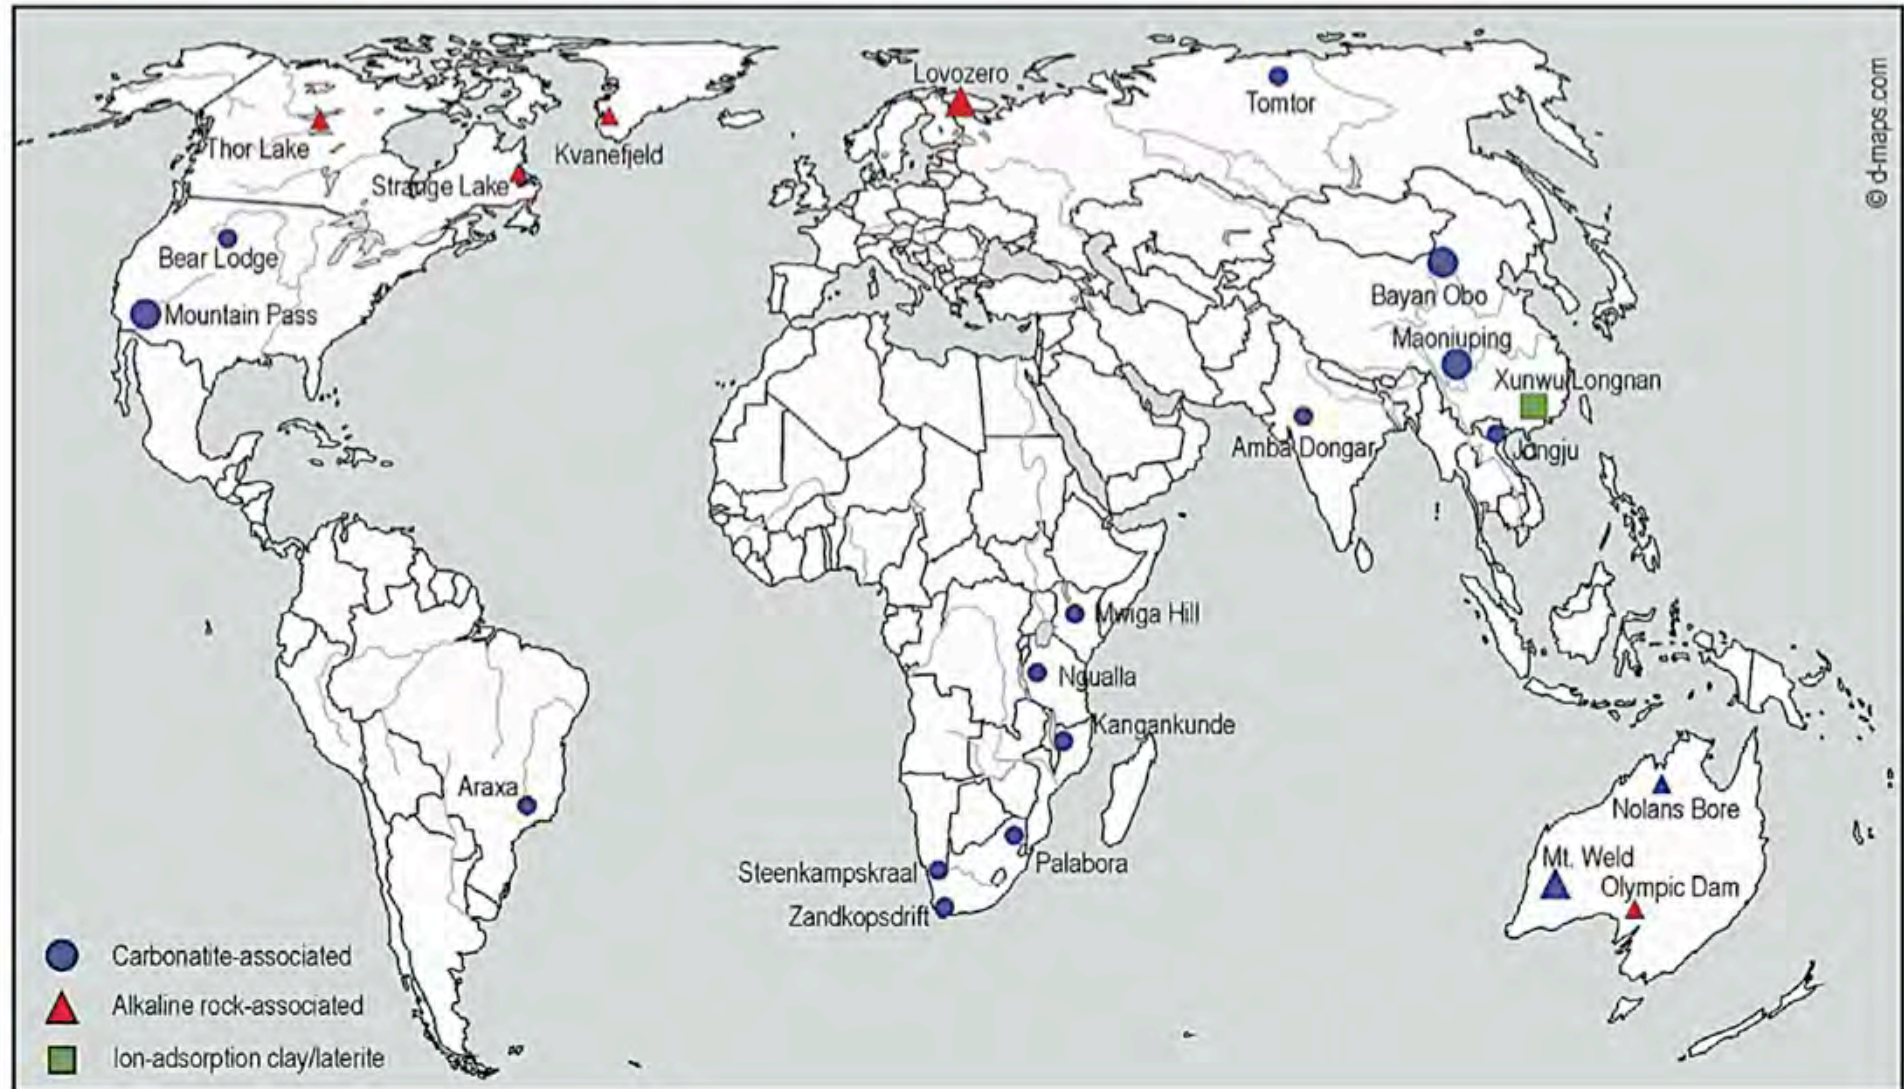 Lovozero
Tomtor
Thor Lake
Kvanefjeld
Strange Lake
Bear Lodge
Mountain Pass
Bayan Obo
Maoniuping
Xunwu/Longnan
Amba Dongar
Jongju
Mwiga Hill
Ngualla
Kangankunde
Araxa
Nolans Bore
Palabora
Steenkampskraal
Mt. Weld
Olympic Dam
Zandkopsdrift
Carbonatite-associated
Alkaline rock-associated
Ion-adsorption clay/laterite
© d-maps.com